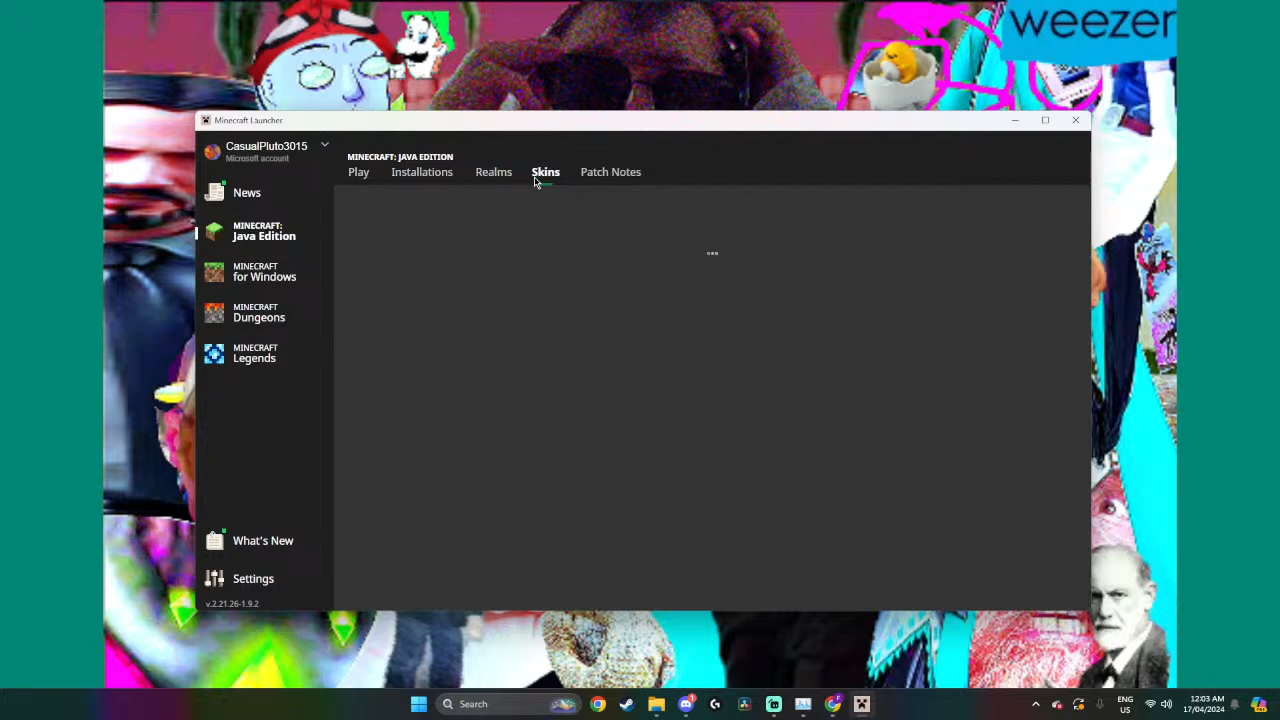 weezer
Minecraft Launcher
CasualPluto3015
Microsoft account
MINECRAFT: JAVA EDITION
Play Installations Realms Skins Patch Notes
News
MINECRAFT:
Java Edition
MINECRAFT
for Windows
MINECRAFT
Dungeons
MINECRAFT
Legends
What's New
Settings
v.2.21.26-1.9.2
Search
ENG
US
12:03 AM
17/04/2024